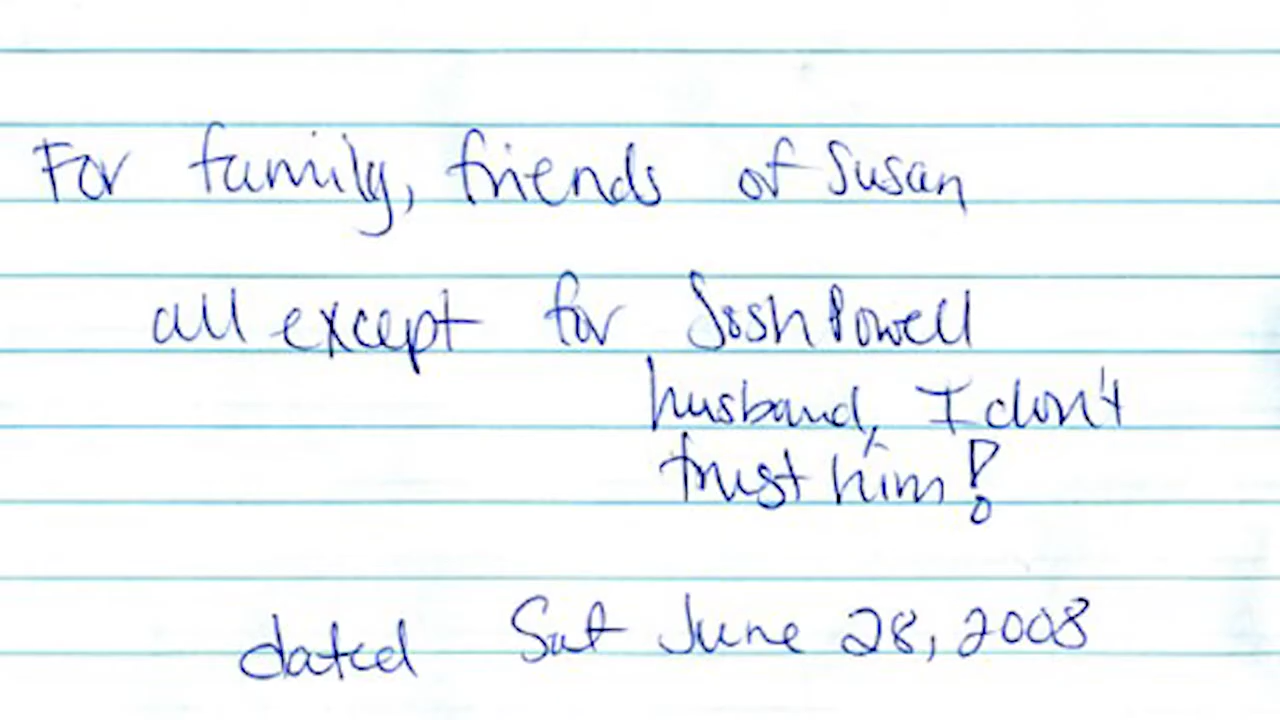 For family, friends of Susan
all except for Josh Powell
husband, I don't
trust him!
dated Sat June 28, 2008